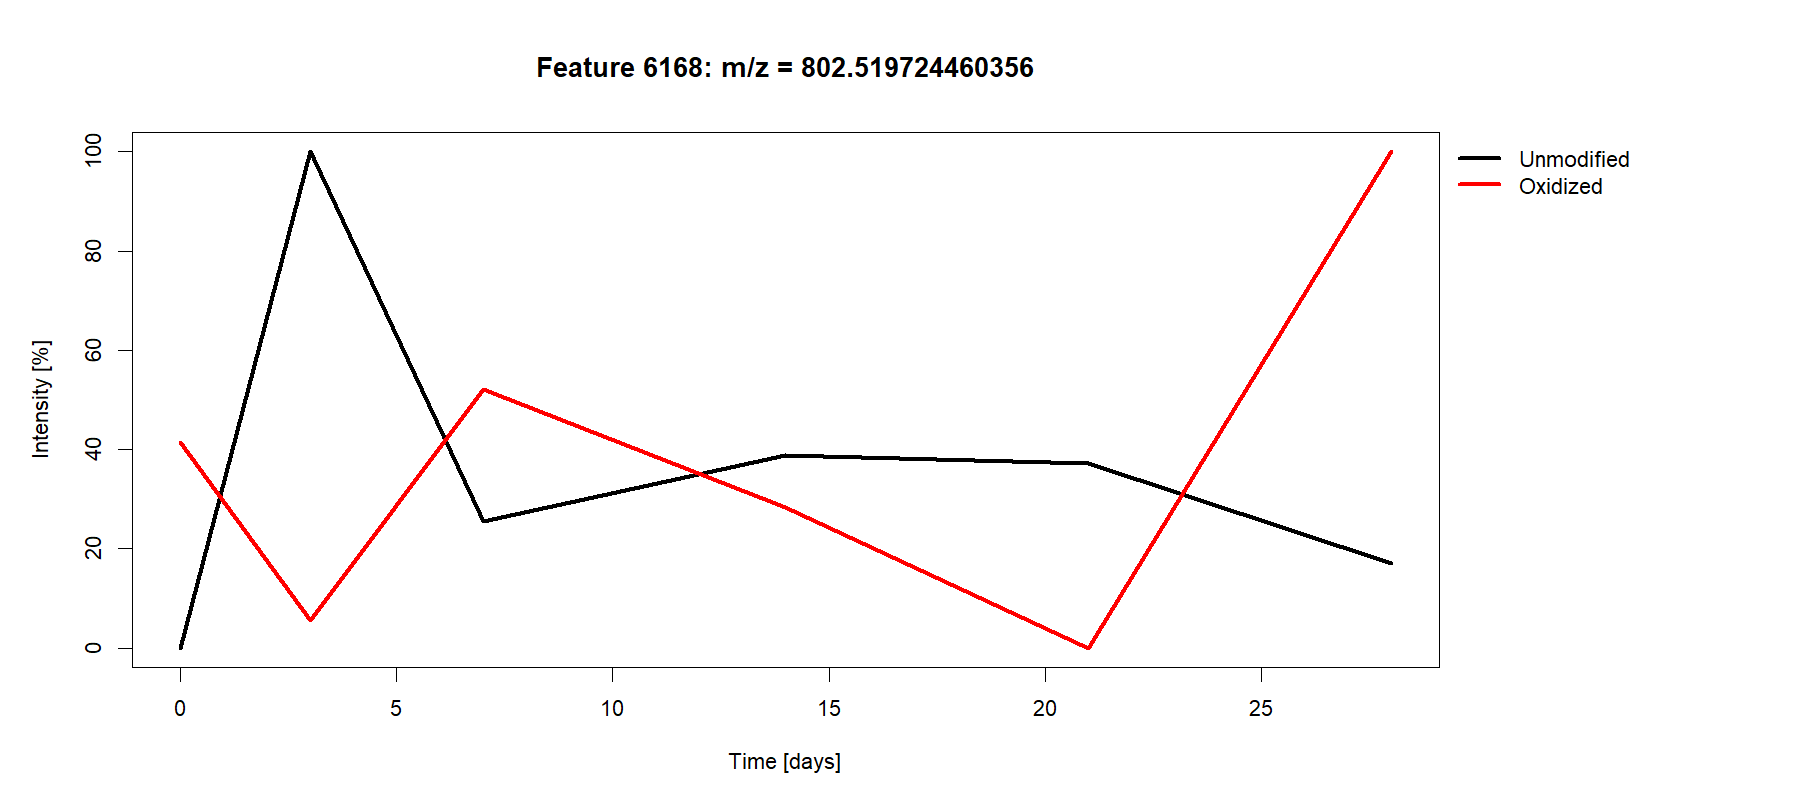 Feature 6168: m/z = 802.519724460356
Unmodified
Oxidized
Intensity [%]
100
80
60
40
20
0
0 5 10 15 20 25
Time [days]